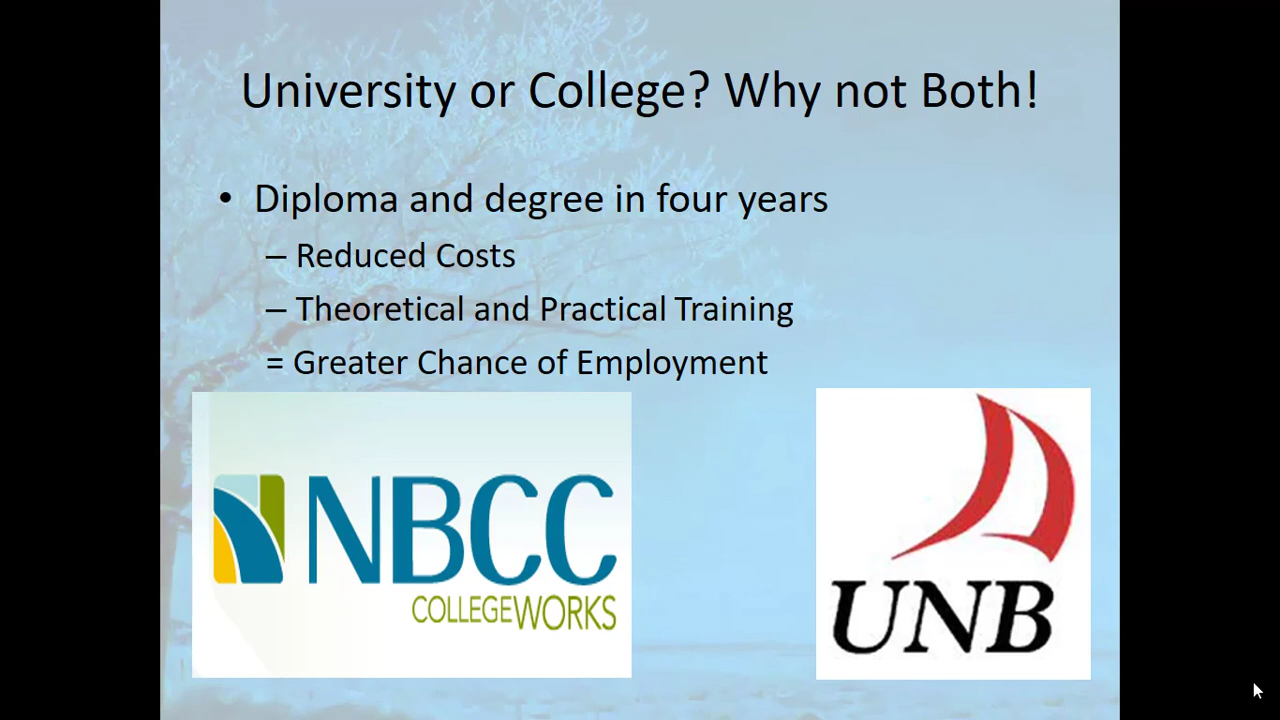 University or College? Why not Both!
• Diploma and degree in four years
– Reduced Costs
– Theoretical and Practical Training
= Greater Chance of Employment
NBCC
COLLEGEWORKS
UNB